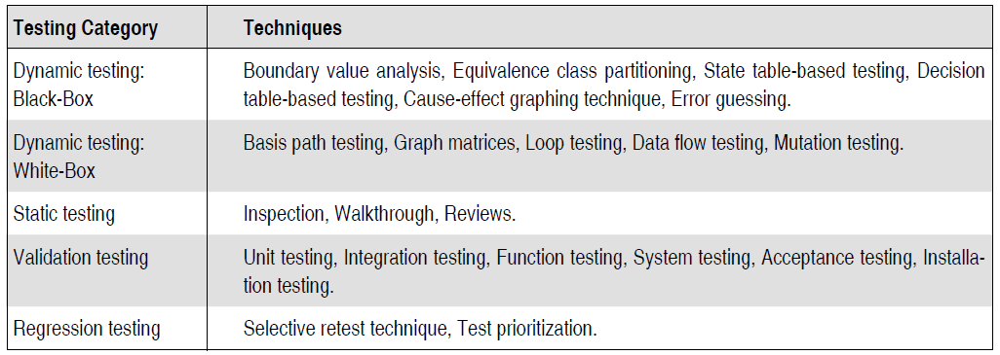 Testing Category Techniques
Dynamic testing: Boundary value analysis, Equivalence class partitioning, State table-based testing, Decision
Black-Box table-based testing, Cause-effect graphing technique, Error guessing.
Dynamic testing: Basis path testing, Graph matrices, Loop testing, Data flow testing, Mutation testing.
White-Box
Static testing Inspection, Walkthrough, Reviews.
Validation testing Unit testing, Integration testing, Function testing, System testing, Acceptance testing, Installa-
tion testing.
Regression testing Selective retest technique, Test prioritization.